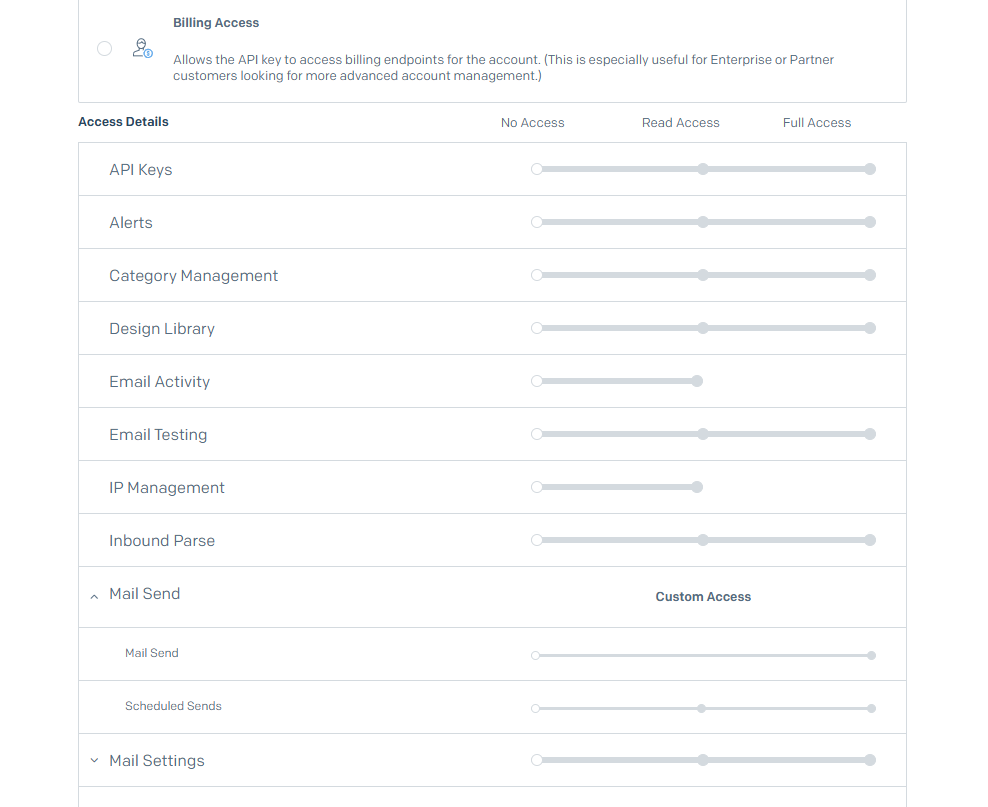 Billing Access
Allows the API key to access billing endpoints for the account. (This is especially useful for Enterprise or Partner
customers looking for more advanced account management.)
Access Details No Access Read Access Full Access
API Keys
Alerts
Category Management
Design Library
Email Activity
Email Testing
IP Management
Inbound Parse
Mail Send Custom Access
Mail Send
Scheduled Sends
Mail Settings